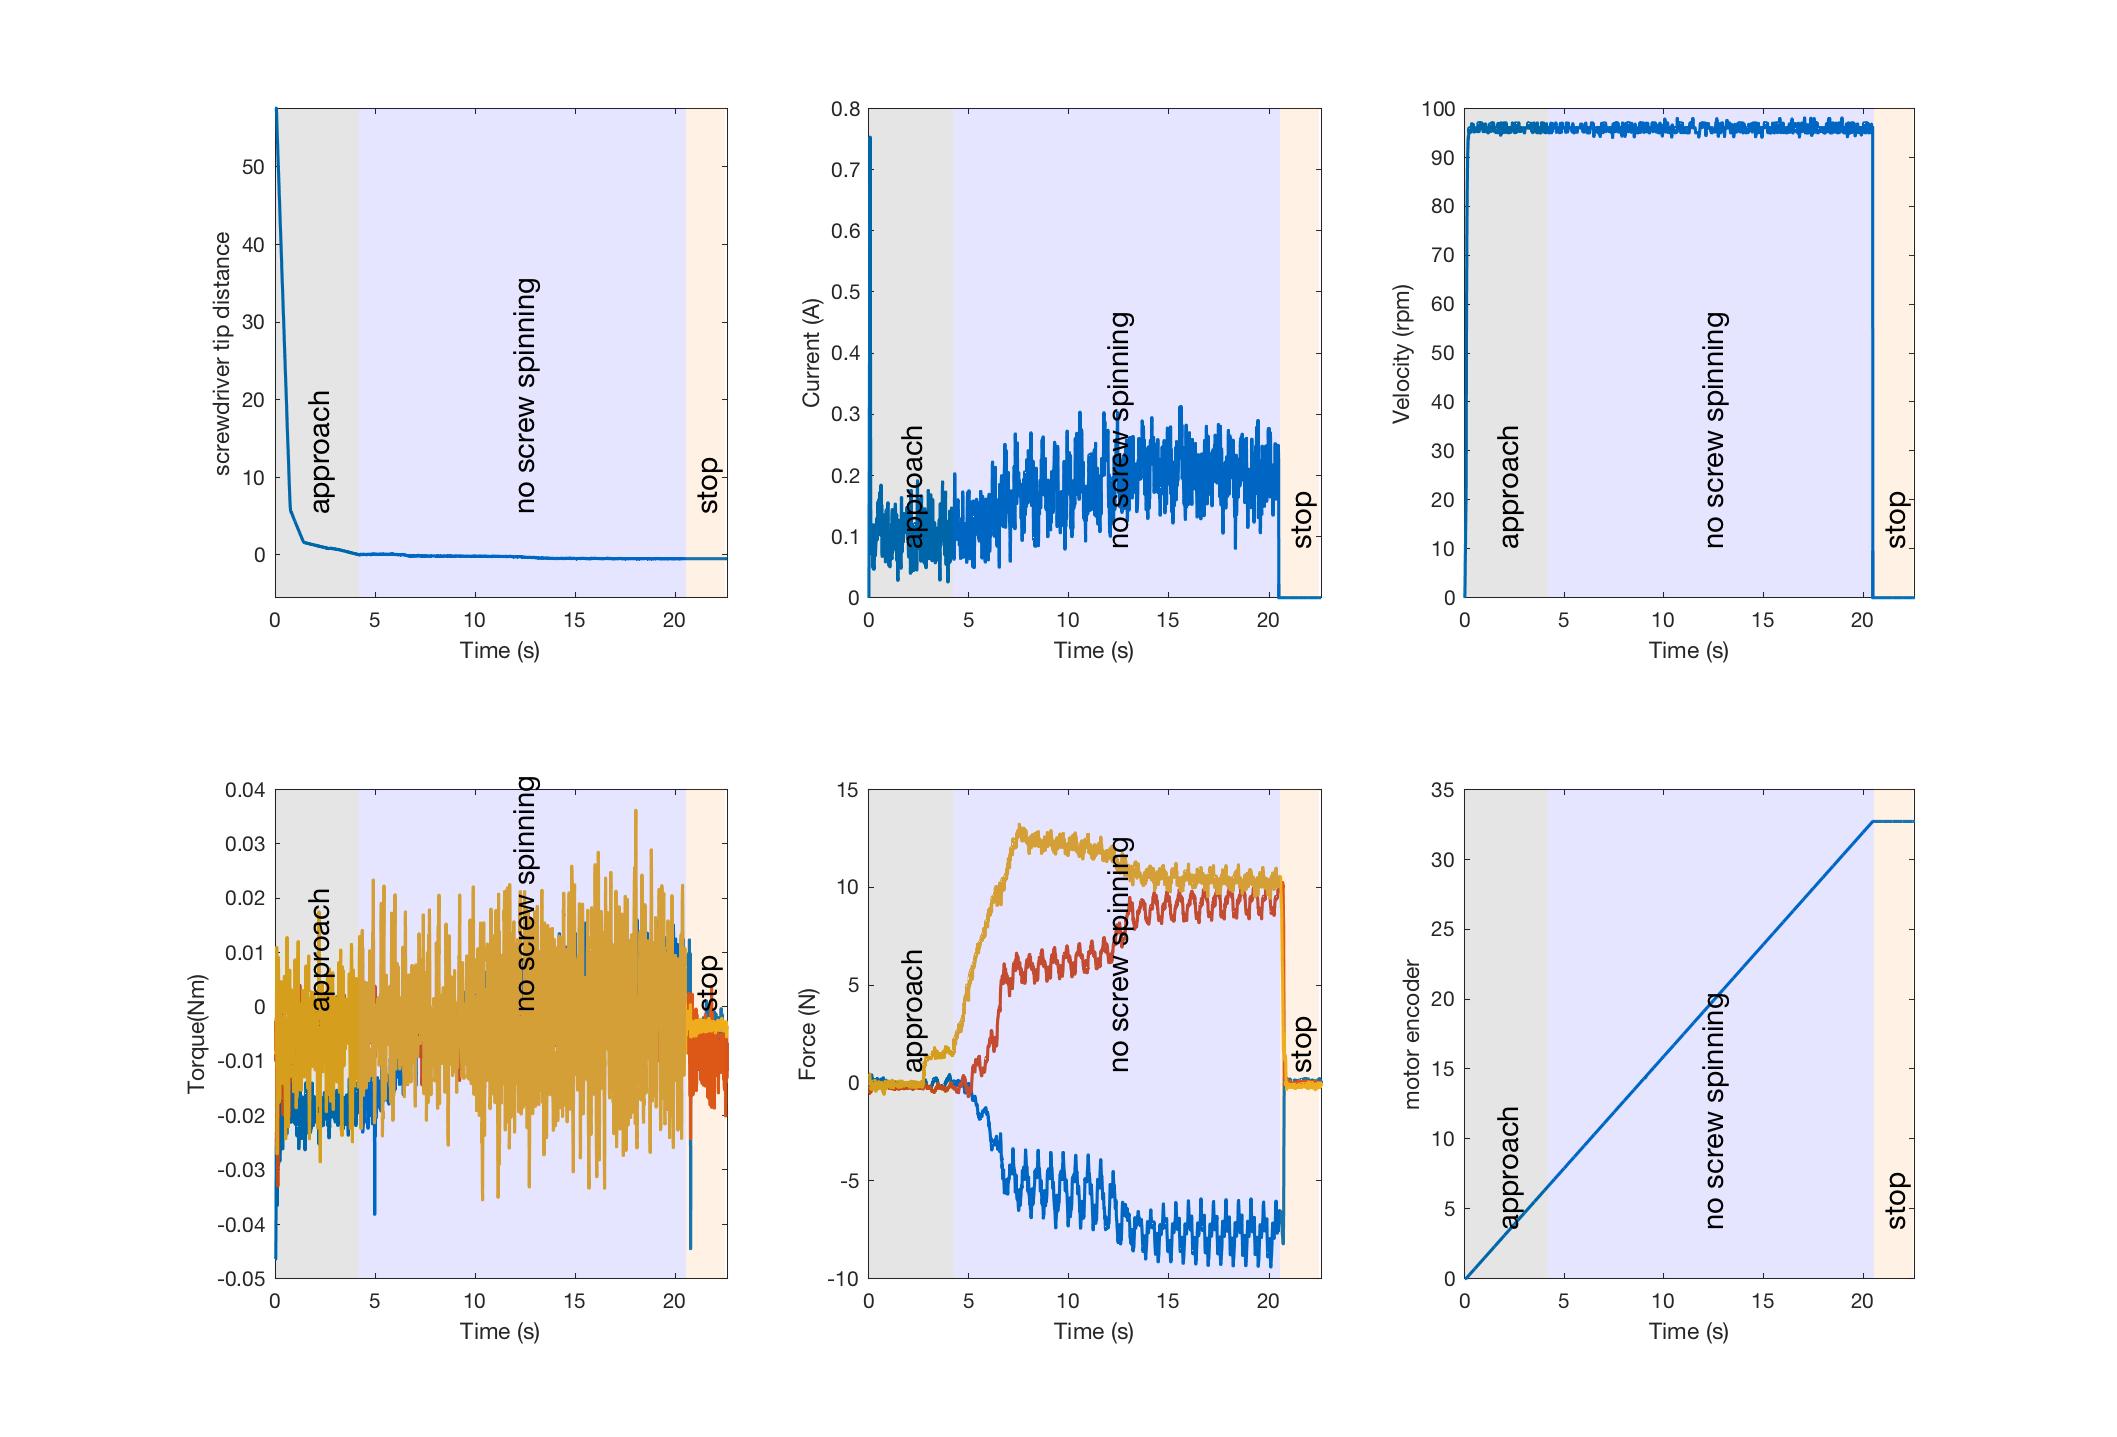 50
40
30
20
10
0
screwdriver tip distance
approach
no screw spinning
stop
0 5 10 15 20
Time (s)
0.8
0.7
0.6
0.5
0.4
0.3
0.2
0.1
0
Current (A)
approach
no screw spinning
stop
0 5 10 15 20
Time (s)
100
90
80
70
60
50
40
30
20
10
0
Velocity (rpm)
approach
no screw spinning
stop
0 5 10 15 20
Time (s)
0.04
0.03
0.02
0.01
0
-0.01
-0.02
-0.03
-0.04
-0.05
Torque(Nm)
approach
no screw spinning
stop
0 5 10 15 20
Time (s)
15
10
5
0
-5
-10
Force (N)
approach
no screw spinning
stop
0 5 10 15 20
Time (s)
35
30
25
20
15
10
5
0
motor encoder
approach
no screw spinning
stop
0 5 10 15 20
Time (s)